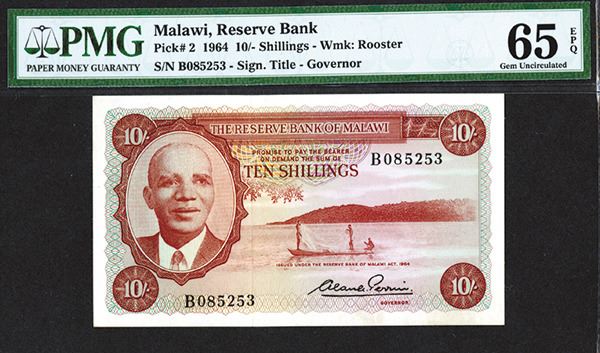 PMG
PAPER MONEY GUARANTY
Malawi, Reserve Bank
Pick# 2 1964 10/- Shillings - Wmk: Rooster
S/N B085253 - Sign. Title - Governor
65 EPQ
Gem Uncirculated
10/-
THE RESERVE BANK OF MALAWI
10/-
PROMISE TO PAY THE BEARER
ON DEMAND THE SUM OF
B085253
TEN SHILLINGS
ISSUED UNDER THE RESERVE BANK OF MALAWI ACT, 1964
B085253
GOVERNOR
10/-
10/-